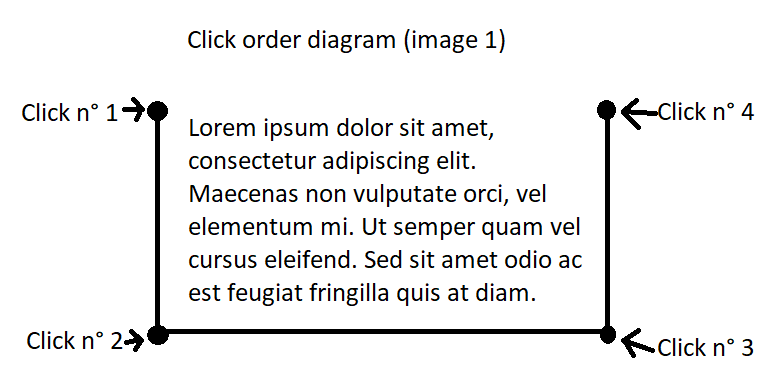 Click order diagram (image 1)
Click n° 1
Click n° 4
Lorem ipsum dolor sit amet,
consectetur adipiscing elit.
Maecenas non vulputate orci, vel
elementum mi. Ut semper quam vel
cursus eleifend. Sed sit amet odio ac
est feugiat fringilla quis at diam.
Click n° 2
Click n° 3